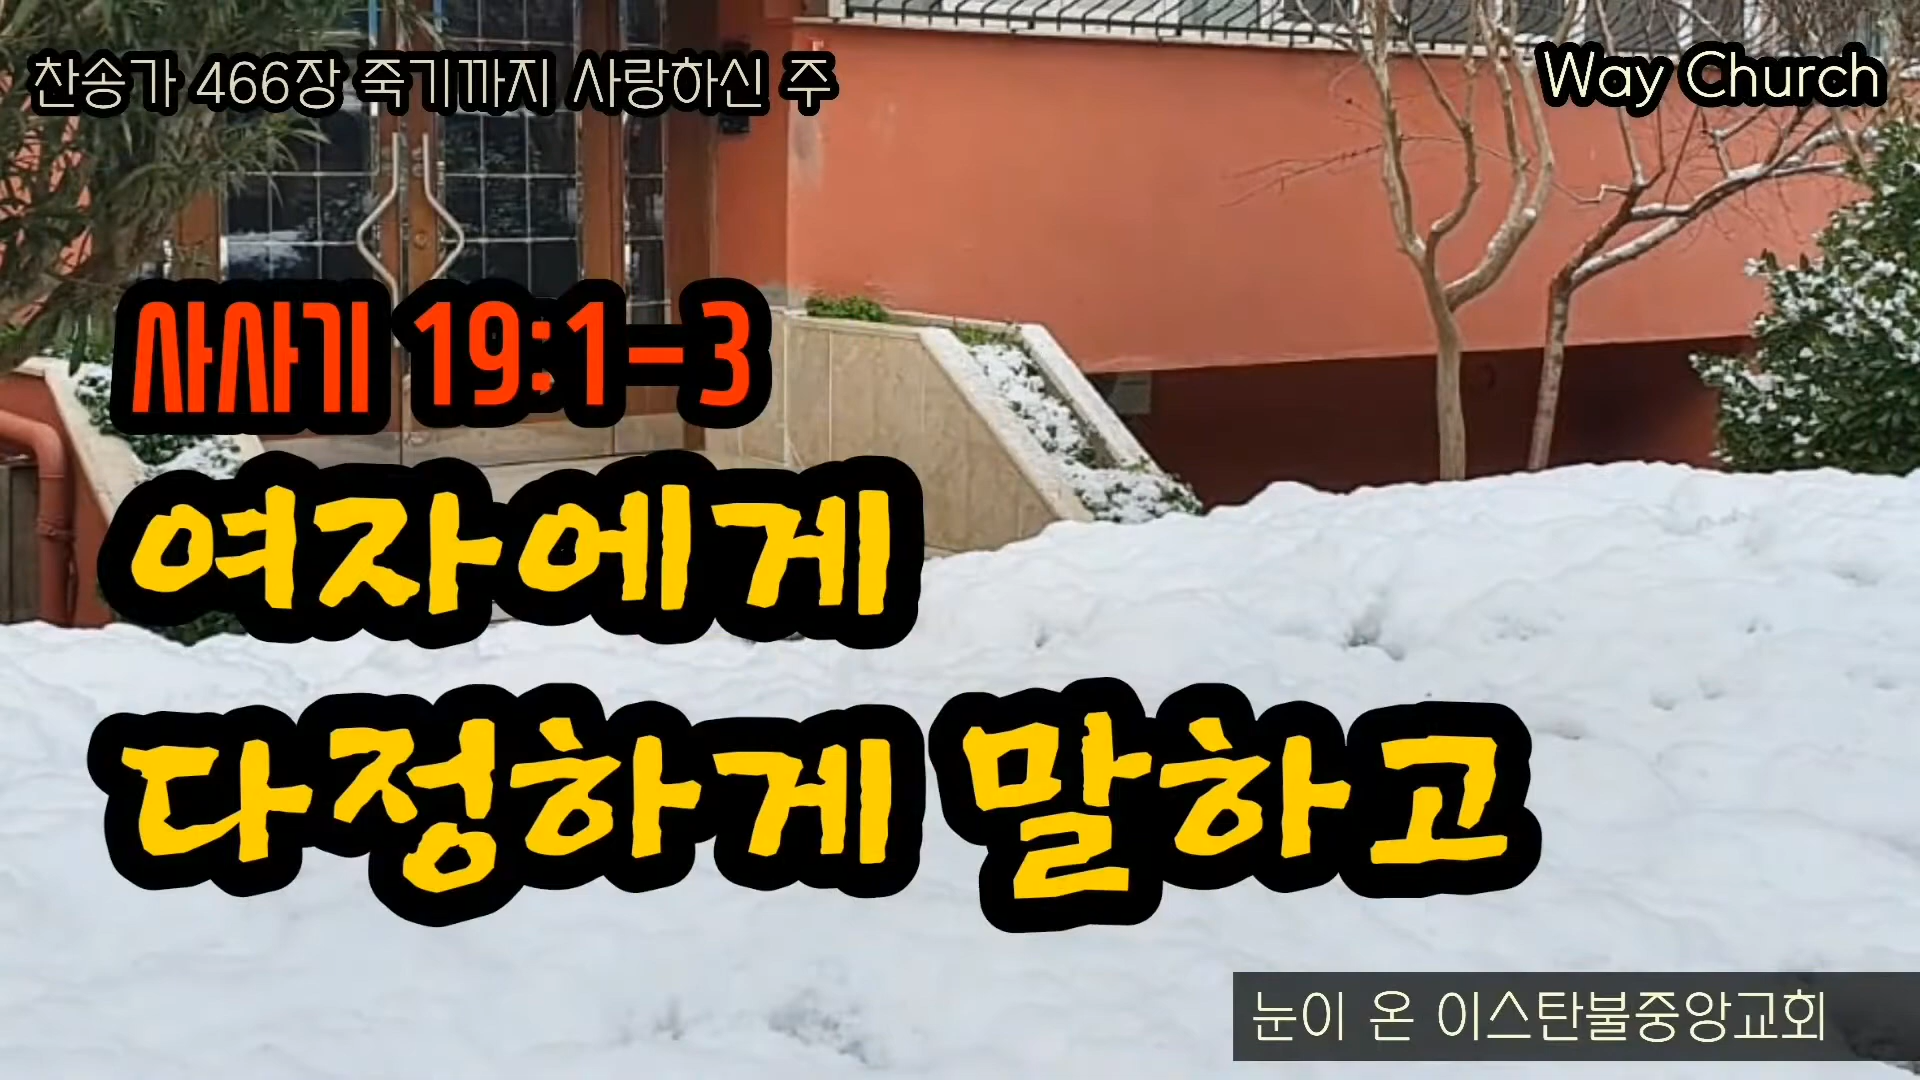 찬송가 466장 죽기까지 사랑하신 주
Way Church
사사기 19:1-3
여자에게
다정하게 말하고
눈이 온 이스탄불중앙교회